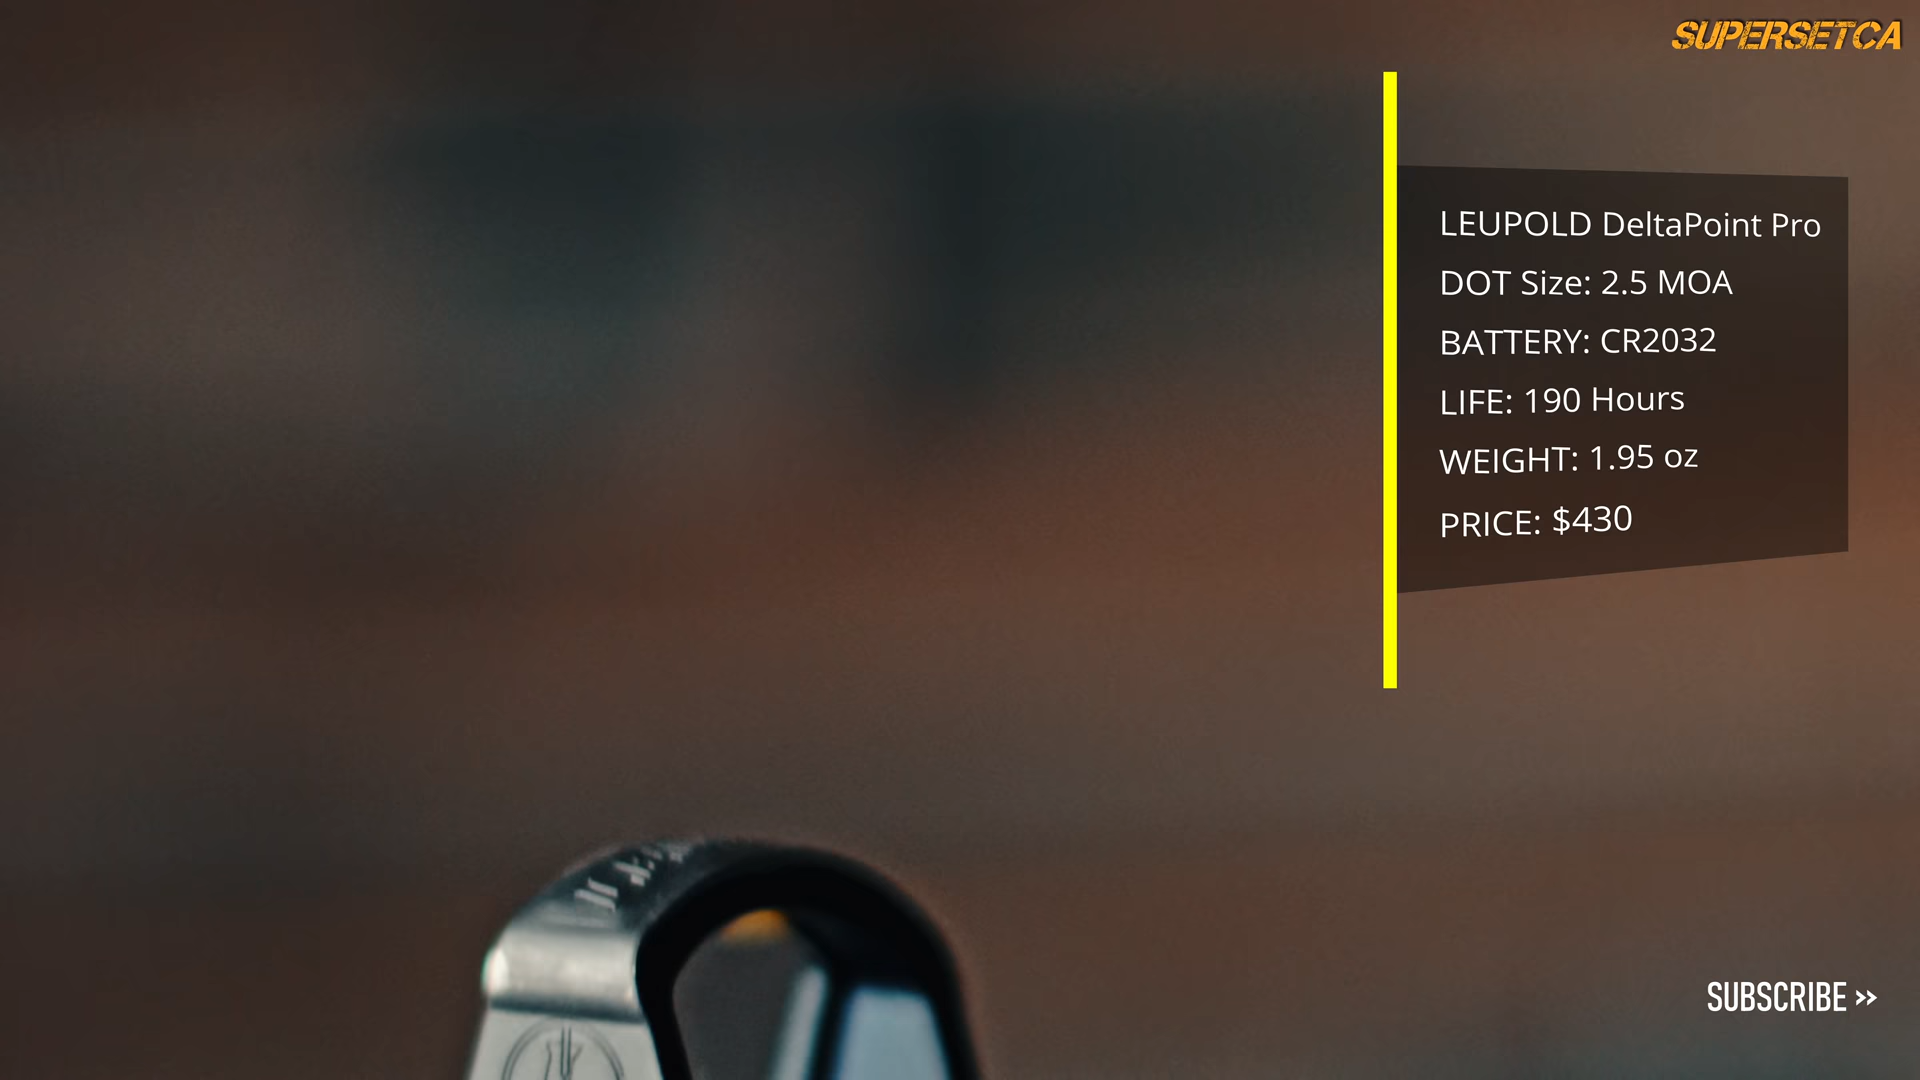 SUPERSETCA
LEUPOLD DeltaPoint Pro
DOT Size: 2.5 MOA
BATTERY: CR2032
LIFE: 190 Hours
WEIGHT: 1.95 oz
PRICE: $430
SUBSCRIBE >>